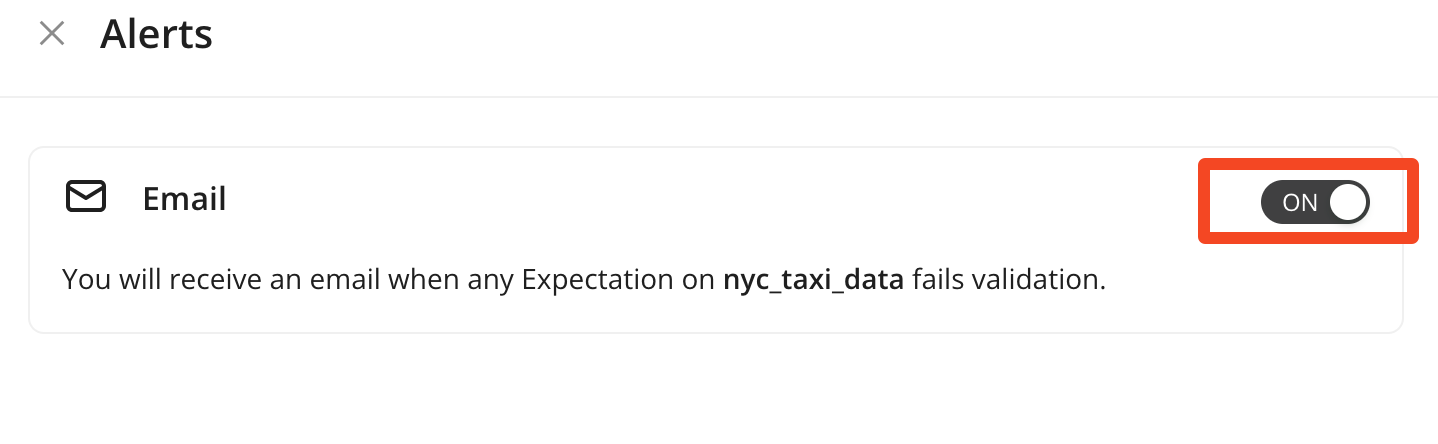 Alerts
Email
ON
You will receive an email when any Expectation on nyc_taxi_data fails validation.